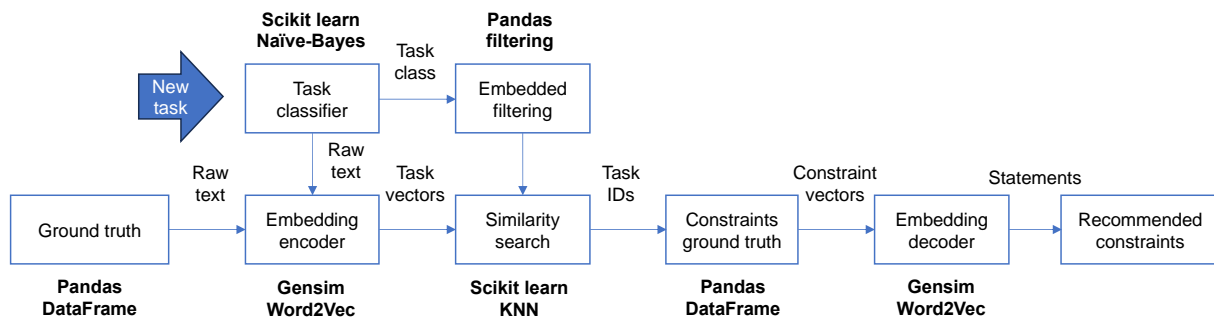 Scikit learn
Naïve-Bayes
Pandas
filtering
Task
class
New
task
Task
classifier
Embedded
filtering
Raw
text
Raw
text
Task
vectors
Task
IDs
Constraint
vectors
Statements
Ground truth
Embedding
encoder
Similarity
search
Constraints
ground truth
Embedding
decoder
Recommended
constraints
Pandas
DataFrame
Gensim
Word2Vec
Scikit learn
KNN
Pandas
DataFrame
Gensim
Word2Vec